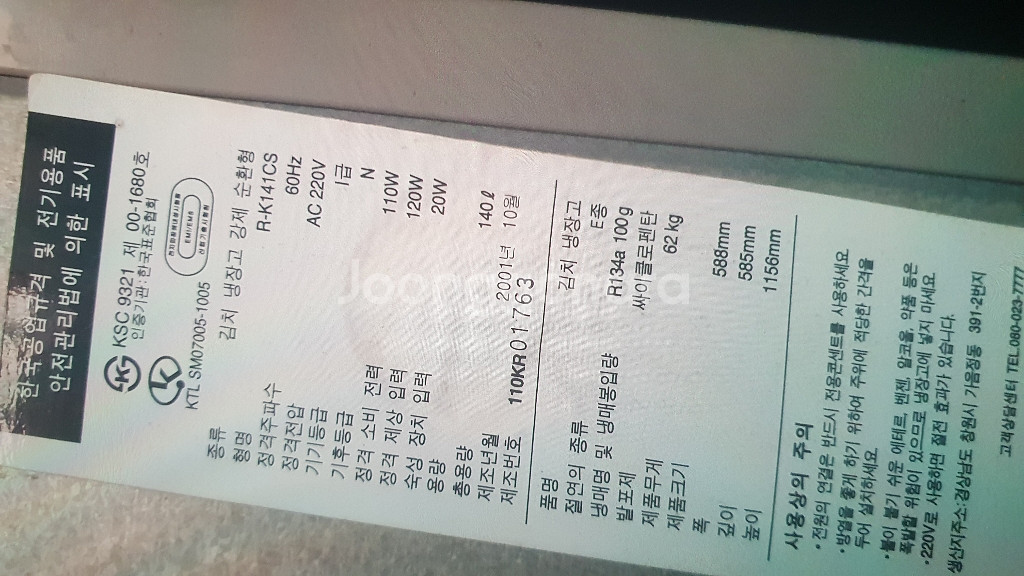 한국공업규격 및 전기용품
안전관리법에 의한 표시
KSC 9321 제 00-1680호
인증기관:한국표준협회
KTL SM07005-1005
EMI/EMS
종류 김치 냉장고 강제 순환형
형명 R-K141CS
정격주파수 60Hz
정격전압 AC 220V
기기등급 I급
기후등급 N
정격 소비 전력 110W
정격 제상 입력 120W
숙성 장치 입력 20W
용량
총용량 140ℓ
제조년월 2001년 10월
제조번호 110KR01763
품명 김치 냉장고
절연의 종류 E종
냉매명 및 냉매봉입량 R134a 100g
발포제 싸이클로펜탄
제품무게 62kg
제품크기
폭 588mm
깊이 585mm
높이 1156mm
사용상의 주의
• 전원의 연결은 반드시 전용콘센트를 사용하세요.
• 방열을 좋게 하기 위하여 주위에 적당한 간격을
두어 설치하세요.
• 불이 붙기 쉬운 에테르, 벤젠, 알코올, 약품 등은
폭발할 위험이 있으므로 냉장고에 넣지 마세요.
• 220V로 사용하면 절전 효과가 있습니다.
생산자주소:경상남도 창원시 가음정동 391-2번지
고객상담센터 TEL.080-023-7777
Joonggonara